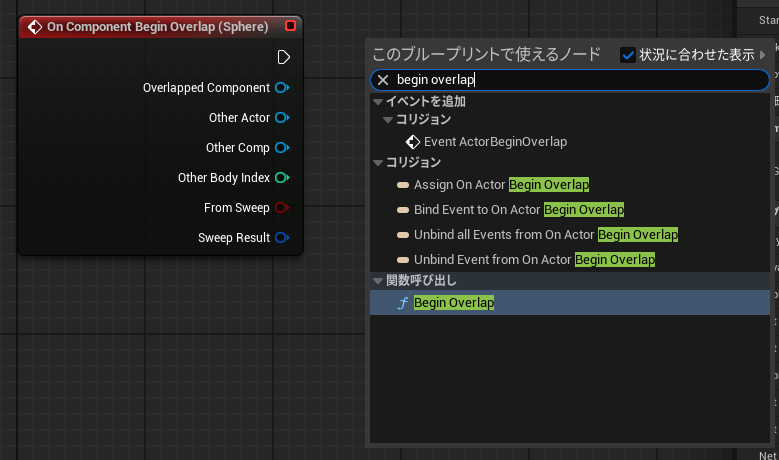 On Component Begin Overlap (Sphere)
Overlapped Component
Other Actor
Other Comp
Other Body Index
From Sweep
Sweep Result
このブループリントで使えるノード
状況に合わせた表示
begin overlap
イベントを追加
コリジョン
Event ActorBeginOverlap
コリジョン
Assign On Actor Begin Overlap
Bind Event to On Actor Begin Overlap
Unbind all Events from On Actor Begin Overlap
Unbind Event from On Actor Begin Overlap
関数呼び出し
Begin Overlap
Star
Net